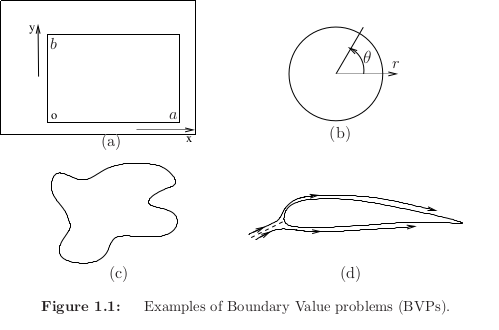 y
b
o
a
x
(a)
θ
r
(b)
(c)
(d)
Figure 1.1: Examples of Boundary Value problems (BVPs).